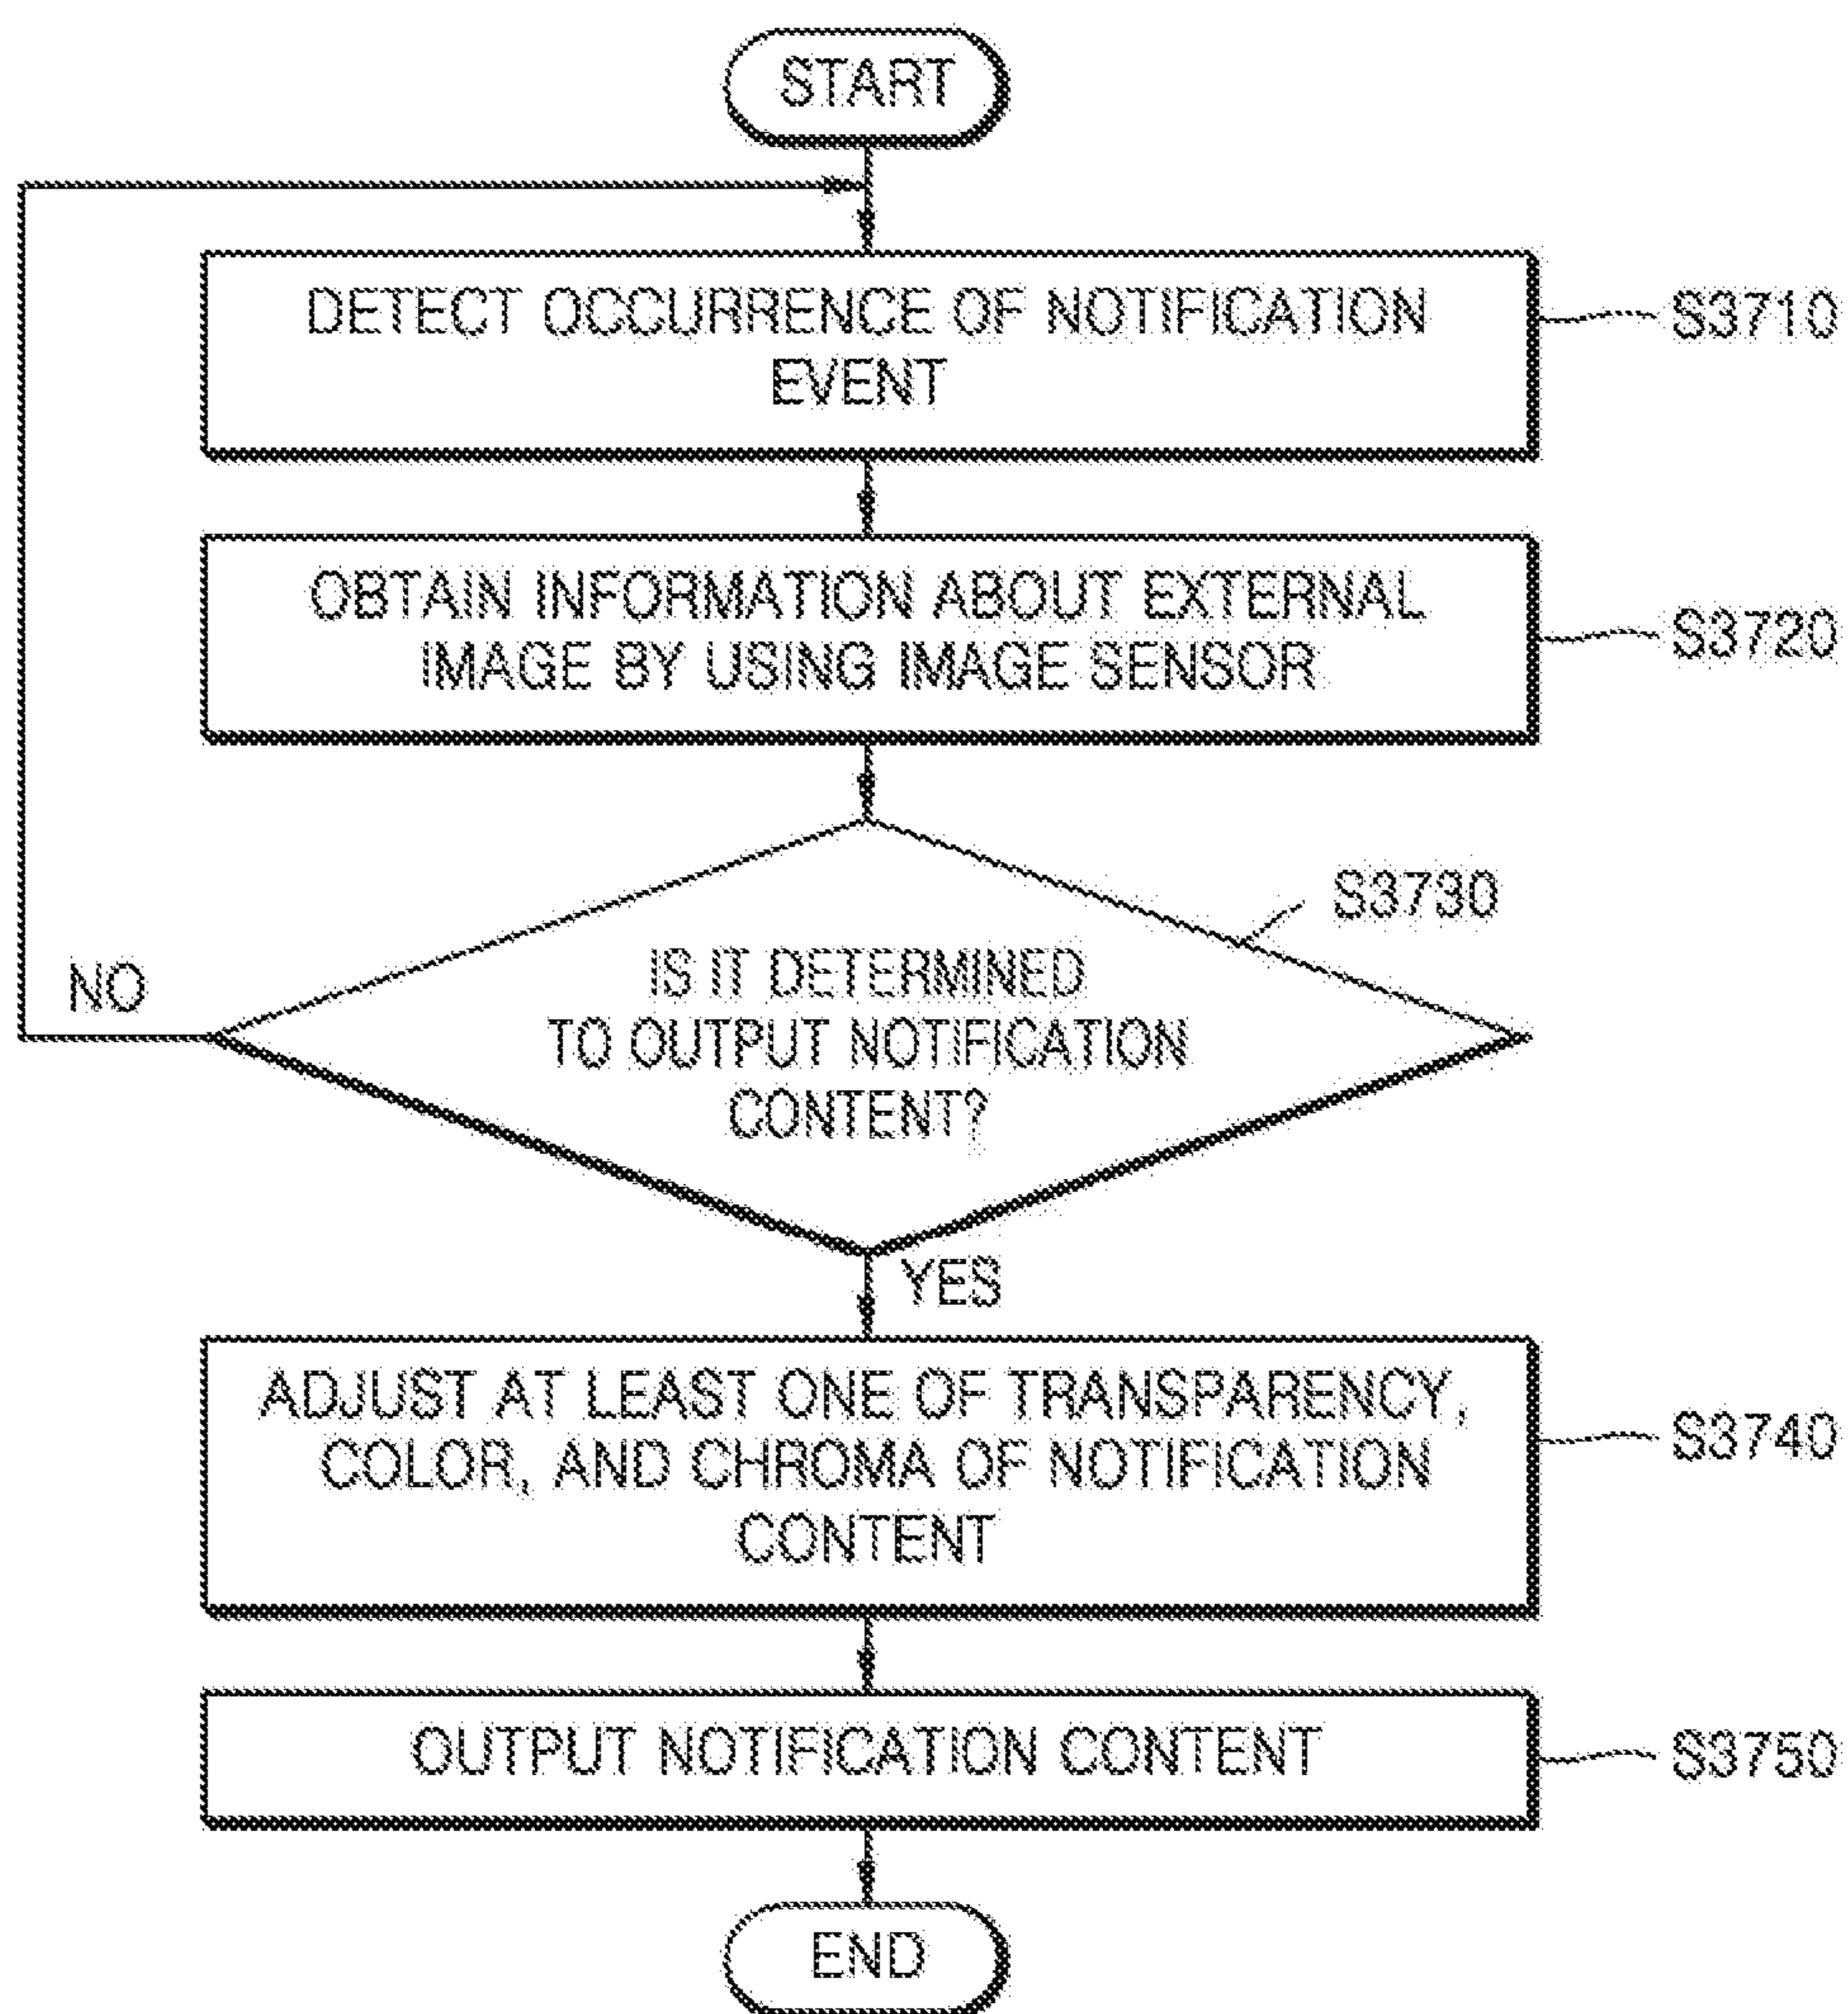 START
DETECT OCCURRENCE OF NOTIFICATION
EVENT
S3710
OBTAIN INFORMATION ABOUT EXTERNAL
IMAGE BY USING IMAGE SENSOR
S3720
S3730
IS IT DETERMINED
TO OUTPUT NOTIFICATION
CONTENT?
NO
YES
ADJUST AT LEAST ONE OF TRANSPARENCY,
COLOR, AND CHROMA OF NOTIFICATION
CONTENT
S3740
OUTPUT NOTIFICATION CONTENT
S3750
END